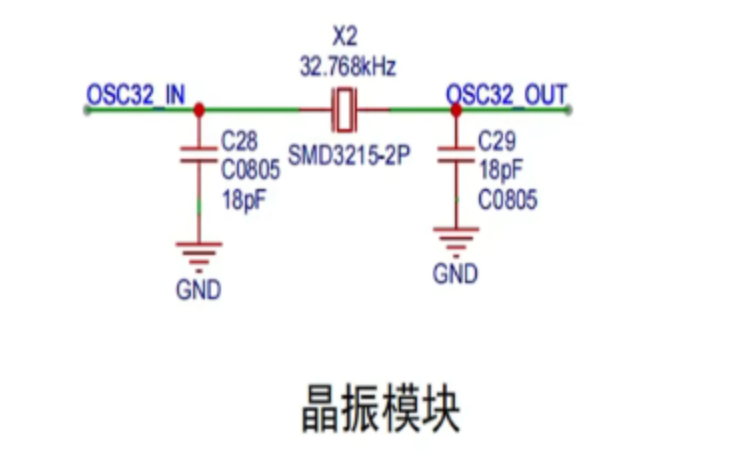 X2
32.768kHz
OSC32_IN
OSC32_OUT
C28
C0805
18pF
SMD3215-2P
C29
18pF
C0805
GND
GND
晶振模块